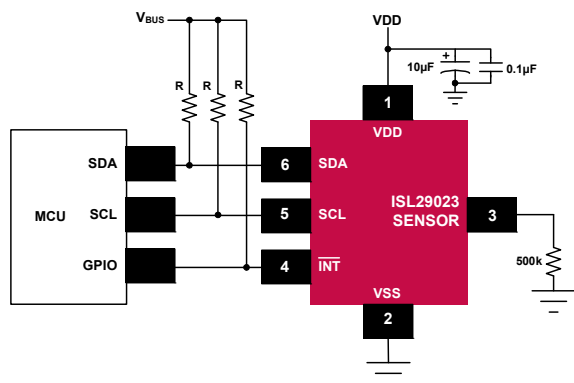 VBUS
VDD
R R R
10µF
0.1µF
1
VDD
SDA
6
SDA
MCU
SCL
5
SCL
ISL29023
SENSOR
3
GPIO
4
INT
500k
VSS
2